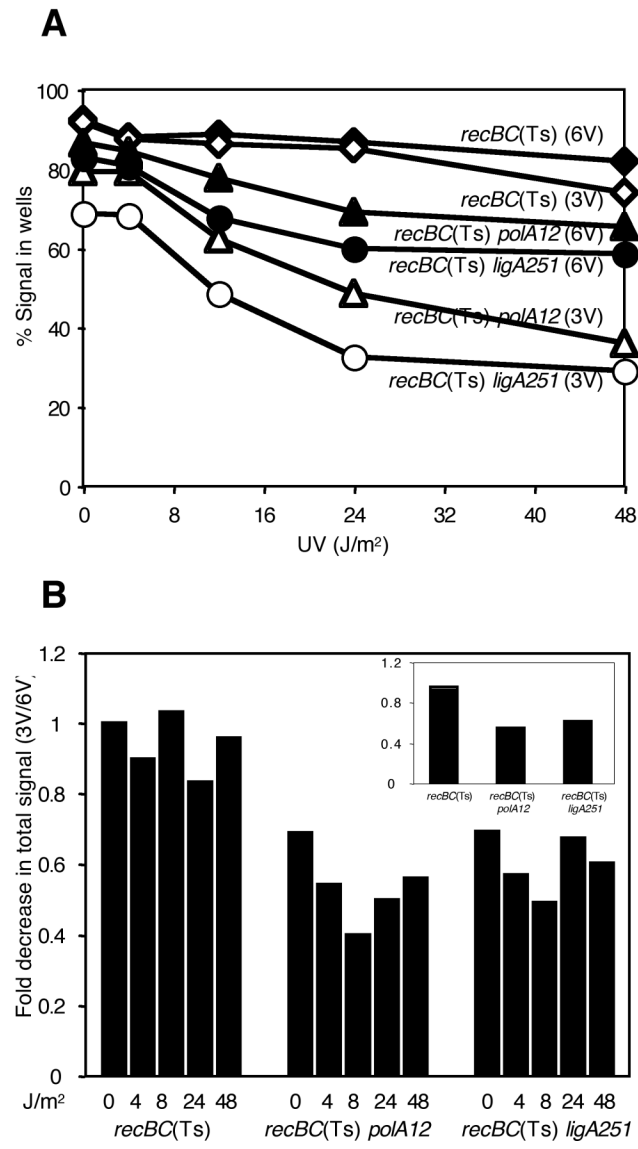 A
100
80
60
40
20
0
% Signal in wells
recBC(Ts) (6V)
recBC(Ts) (3V)
recBC(Ts) polA12 (6V)
recBC(Ts) ligA251 (6V)
recBC(Ts) polA12 (3V)
recBC(Ts) ligA251 (3V)
0 8 16 24 32 40 48
UV (J/m²)
B
1.2
1
0.8
0.6
0.4
0.2
0
Fold decrease in total signal (3V/6V)
1.2
0.8
0.4
0
recBC(Ts) recBC(Ts) recBC(Ts)
polA12 ligA251
J/m² 0 4 8 24 48 0 4 8 24 48 0 4 8 24 48
recBC(Ts) recBC(Ts) polA12 recBC(Ts) ligA251